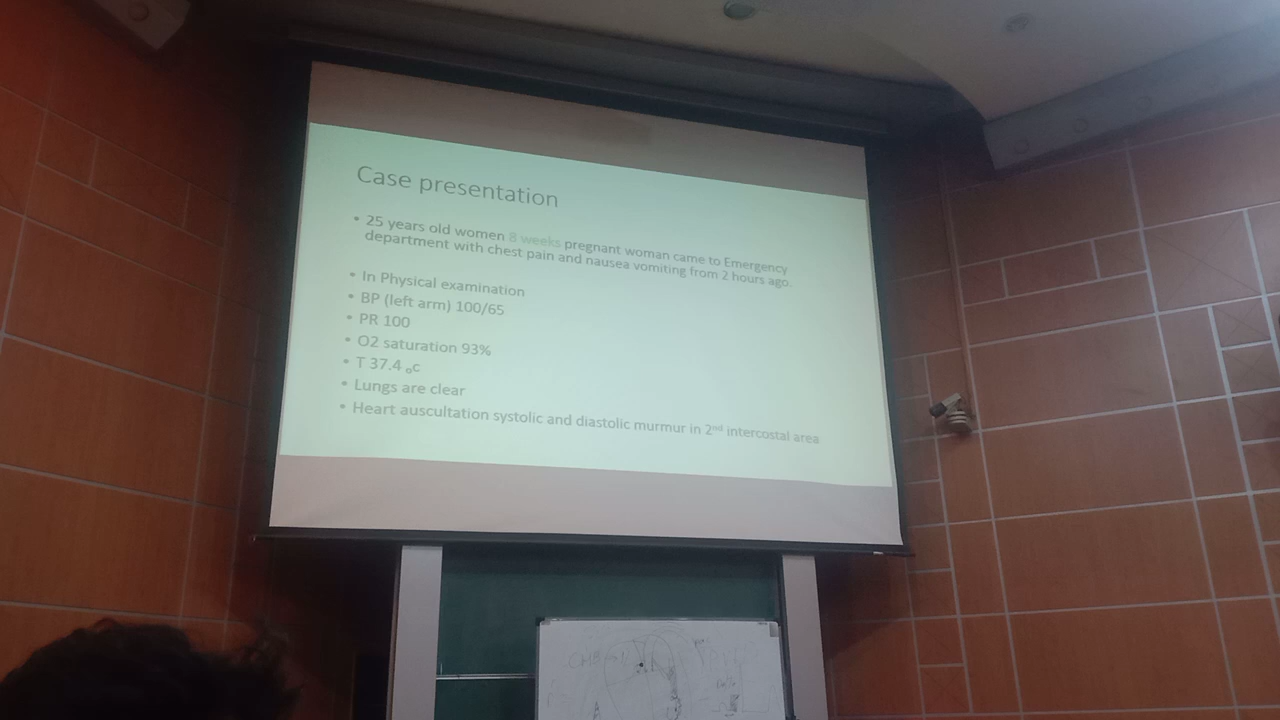 Case presentation
• 25 years old women 8 weeks pregnant woman came to Emergency
department with chest pain and nausea vomiting from 2 hours ago.
• In Physical examination
• BP (left arm) 100/65
• PR 100
• O2 saturation 93%
• T 37.4 ₒc
• Lungs are clear
• Heart auscultation systolic and diastolic murmur in 2ⁿᵈ intercostal area